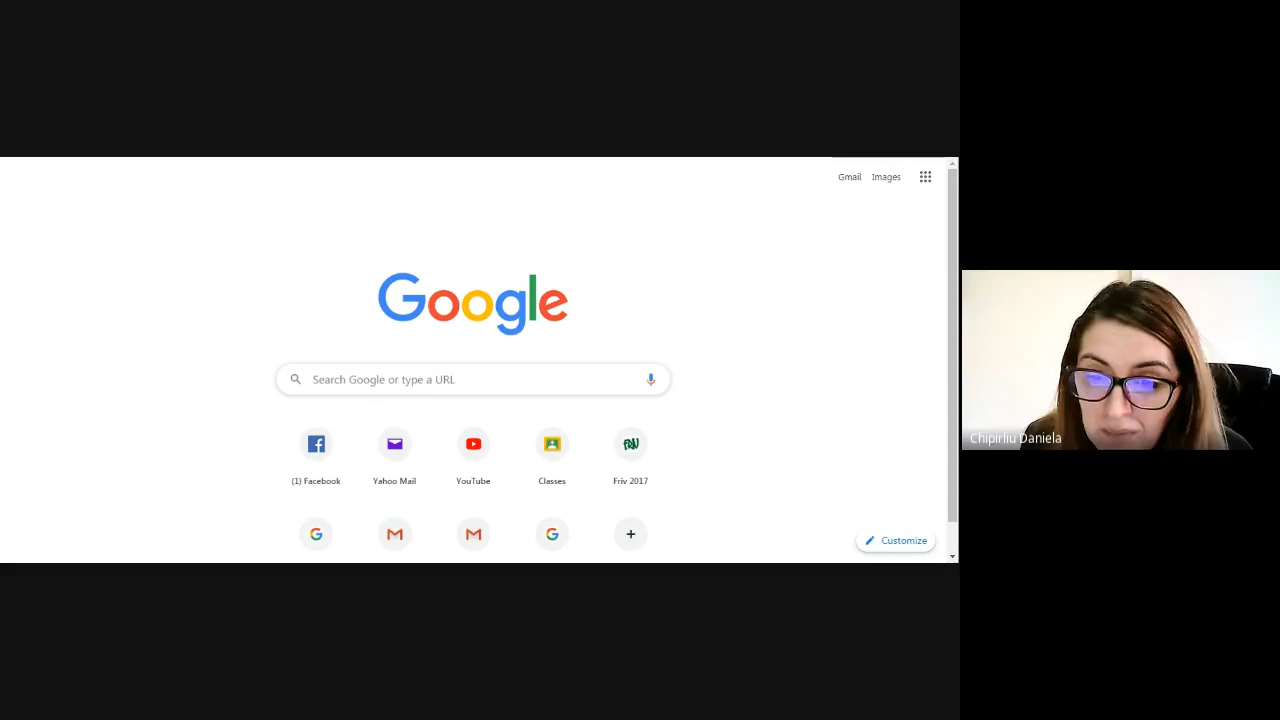 Gmail Images
Google
Search Google or type a URL
(1) Facebook Yahoo Mail YouTube Classes Friv 2017
Customize
Chipirliu Daniela